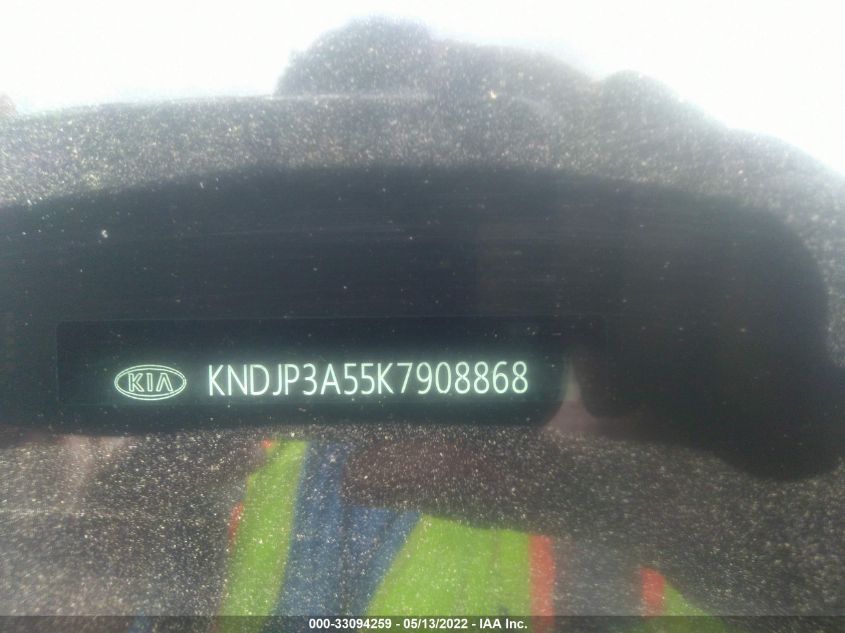 KIA KNDJP3A55K7908868
000-33094259 - 05/13/2022 - IAA Inc.